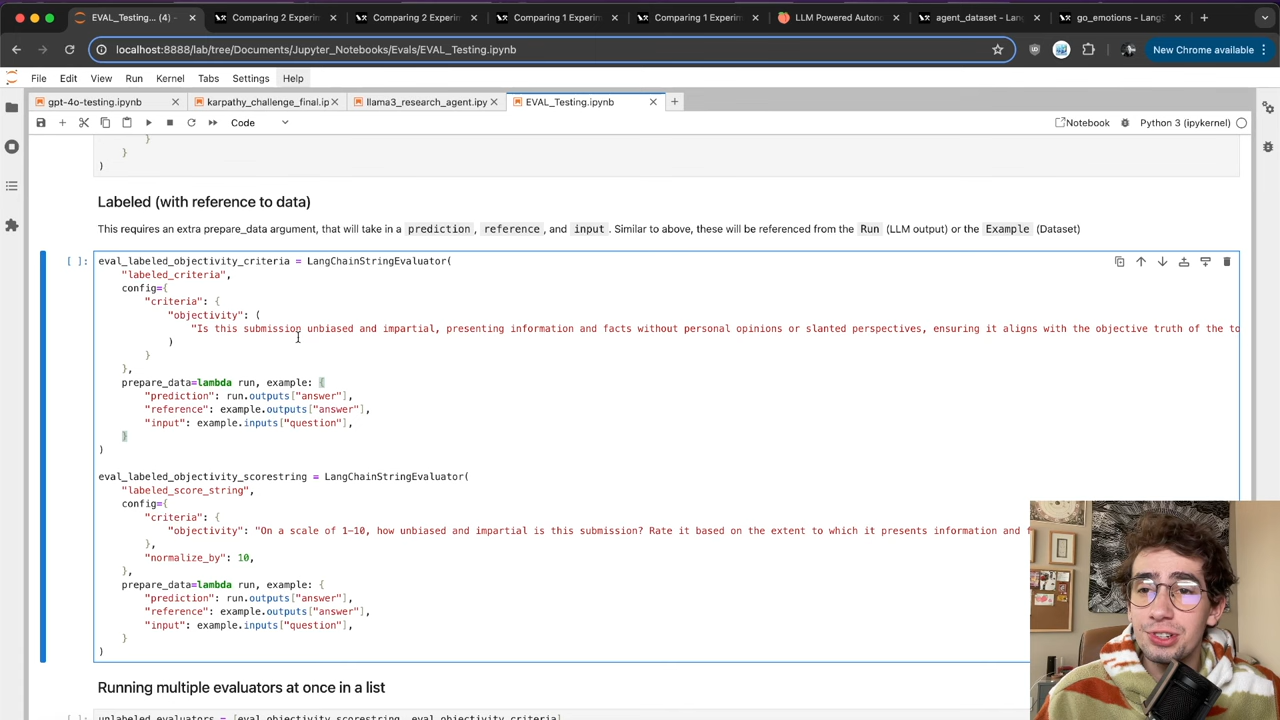 EVAL_Testing... (4) -
Comparing 2 Experim
Comparing 2 Experim
Comparing 1 Experim
Comparing 1 Experim
LLM Powered Autono
agent_dataset - Lang
go_emotions - Langf
localhost:8888/lab/tree/Documents/Jupyter_Notebooks/Evals/EVAL_Testing.ipynb
New Chrome available
File Edit View Run Kernel Tabs Settings Help
gpt-4o-testing.ipynb
karpathy_challenge_final.ip
llama3_research_agent.ipy
EVAL_Testing.ipynb
Code
Notebook
Python 3 (ipykernel)
}
}
)
Labeled (with reference to data)
This requires an extra prepare_data argument, that will take in a prediction, reference, and input. Similar to above, these will be referenced from the Run (LLM output) or the Example (Dataset)
[ ]:
eval_labeled_objectivity_criteria = LangChainStringEvaluator(
"labeled_criteria",
config={
"criteria": {
"objectivity": (
"Is this submission unbiased and impartial, presenting information and facts without personal opinions or slanted perspectives, ensuring it aligns with the objective truth of the to
)
}
},
prepare_data=lambda run, example: {
"prediction": run.outputs["answer"],
"reference": example.outputs["answer"],
"input": example.inputs["question"],
}
)
eval_labeled_objectivity_scorestring = LangChainStringEvaluator(
"labeled_score_string",
config={
"criteria": {
"objectivity": "On a scale of 1-10, how unbiased and impartial is this submission? Rate it based on the extent to which it presents information and f
},
"normalize_by": 10,
},
prepare_data=lambda run, example: {
"prediction": run.outputs["answer"],
"reference": example.outputs["answer"],
"input": example.inputs["question"],
}
)
Running multiple evaluators at once in a list
[ ]:
unlabeled_evaluators = [eval_objectivity_scorestring, eval_objectivity_criteria]